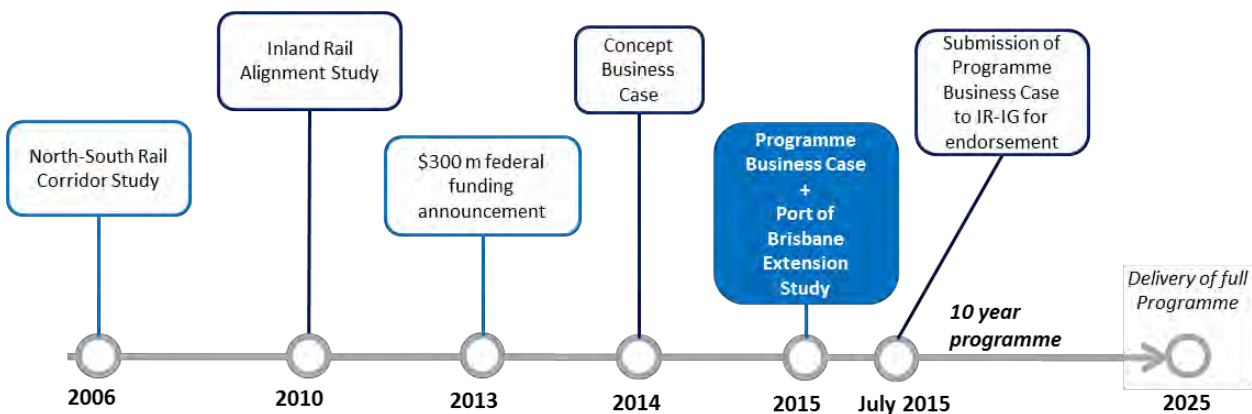 North-South Rail
Corridor Study
Inland Rail
Alignment Study
$300 m federal
funding
announcement
Concept
Business
Case
Programme
Business Case
+
Port of
Brisbane
Extension
Study
Submission of
Programme
Business Case
to IR-IG for
endorsement
10 year
programme
Delivery of full
Programme
2006
2010
2013
2014
2015
July 2015
2025